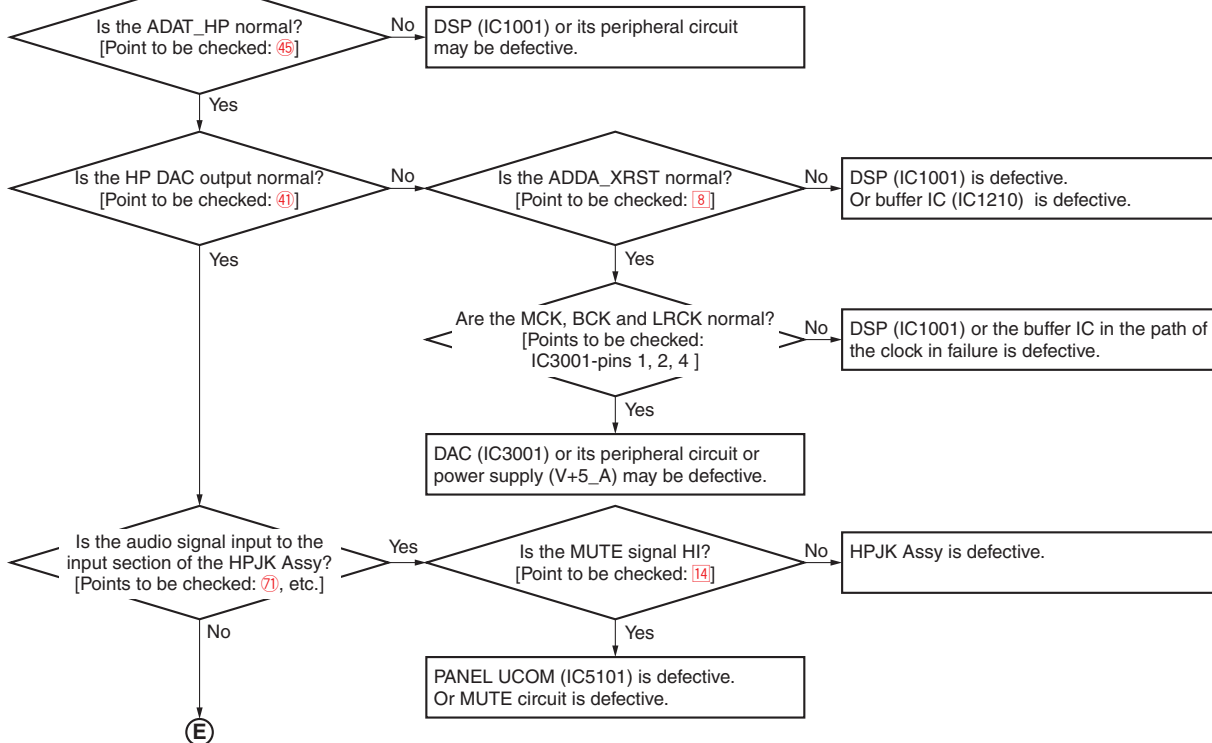 Is the ADAT_HP normal?
[Point to be checked: ㊺]
No
DSP (IC1001) or its peripheral circuit
may be defective.
Yes
Is the HP DAC output normal?
[Point to be checked: ㊶]
No
Is the ADDA_XRST normal?
[Point to be checked: 8]
No
DSP (IC1001) is defective.
Or buffer IC (IC1210) is defective.
Yes
Yes
Are the MCK, BCK and LRCK normal?
[Points to be checked:
IC3001-pins 1, 2, 4 ]
No
DSP (IC1001) or the buffer IC in the path of
the clock in failure is defective.
Yes
DAC (IC3001) or its peripheral circuit or
power supply (V+5_A) may be defective.
Is the audio signal input to the
input section of the HPJK Assy?
[Points to be checked: 71, etc.]
Yes
Is the MUTE signal HI?
[Point to be checked: 14]
No
HPJK Assy is defective.
No
Yes
PANEL UCOM (IC5101) is defective.
Or MUTE circuit is defective.
E